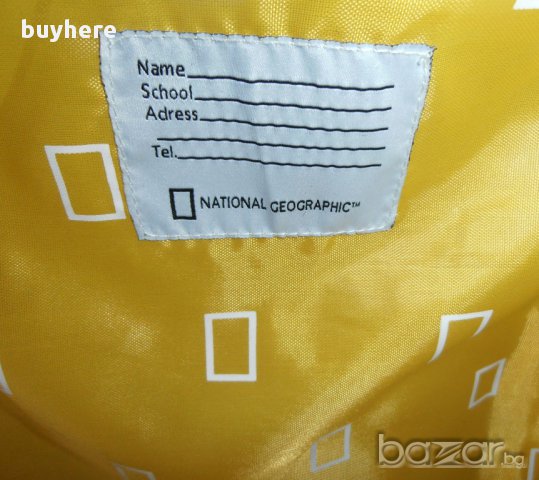 buyhere
Name
School
Adress
Tel.
NATIONAL GEOGRAPHIC™
bazar.bg